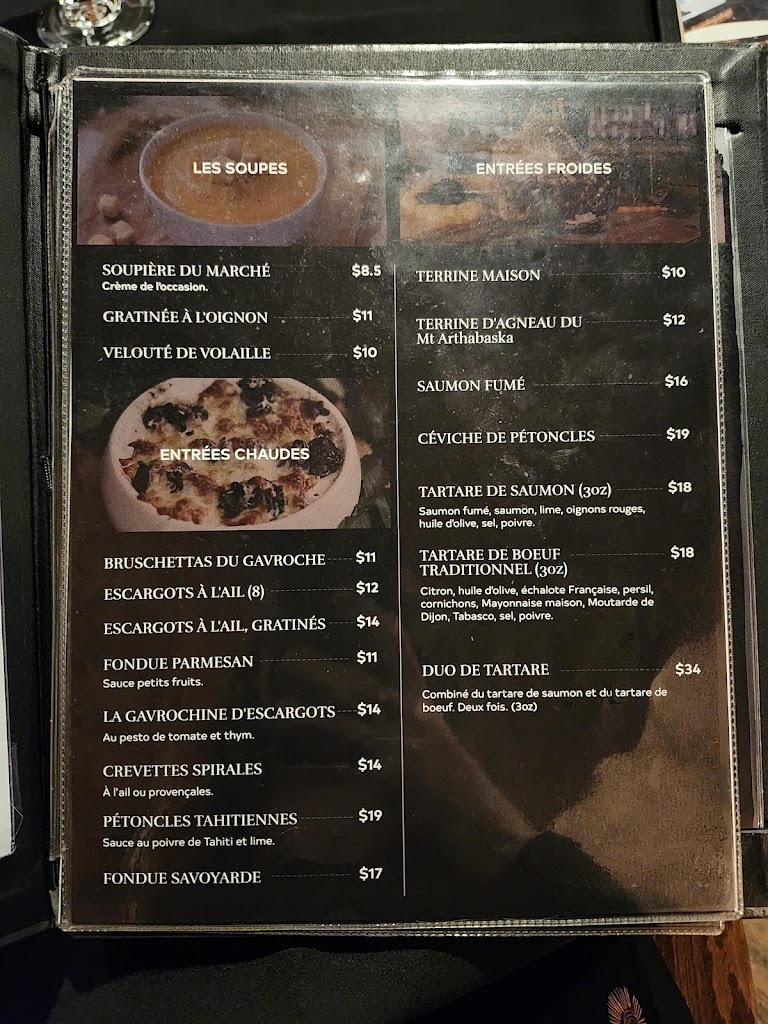 LES SOUPES
SOUPIÈRE DU MARCHÉ $8.5
Crème de l'occasion.
GRATINÉE À L'OIGNON $11
VELOUTÉ DE VOLAILLE $10
ENTRÉES CHAUDES
BRUSCHETTAS DU GAVROCHE $11
ESCARGOTS À L'AIL (8) $12
ESCARGOTS À L'AIL, GRATINÉS $14
FONDUE PARMESAN $11
Sauce petits fruits.
LA GAVROCHINE D'ESCARGOTS $14
Au pesto de tomate et thym.
CREVETTES SPIRALES $14
À l'ail ou provençales.
PÉTONCLES TAHITIENNES $19
Sauce au poivre de Tahiti et lime.
FONDUE SAVOYARDE $17
ENTRÉES FROIDES
TERRINE MAISON $10
TERRINE D'AGNEAU DU $12
Mt Arthabaska
SAUMON FUMÉ $16
CÉVICHE DE PÉTONCLES $19
TARTARE DE SAUMON (3OZ) $18
Saumon fumé, saumon, lime, oignons rouges,
huile d'olive, sel, poivre.
TARTARE DE BOEUF $18
TRADITIONNEL (3OZ)
Citron, huile d'olive, échalote Française, persil,
cornichons, Mayonnaise maison, Moutarde de
Dijon, Tabasco, sel, poivre.
DUO DE TARTARE $34
Combiné du tartare de saumon et du tartare de
boeuf. Deux fois. (3oz)